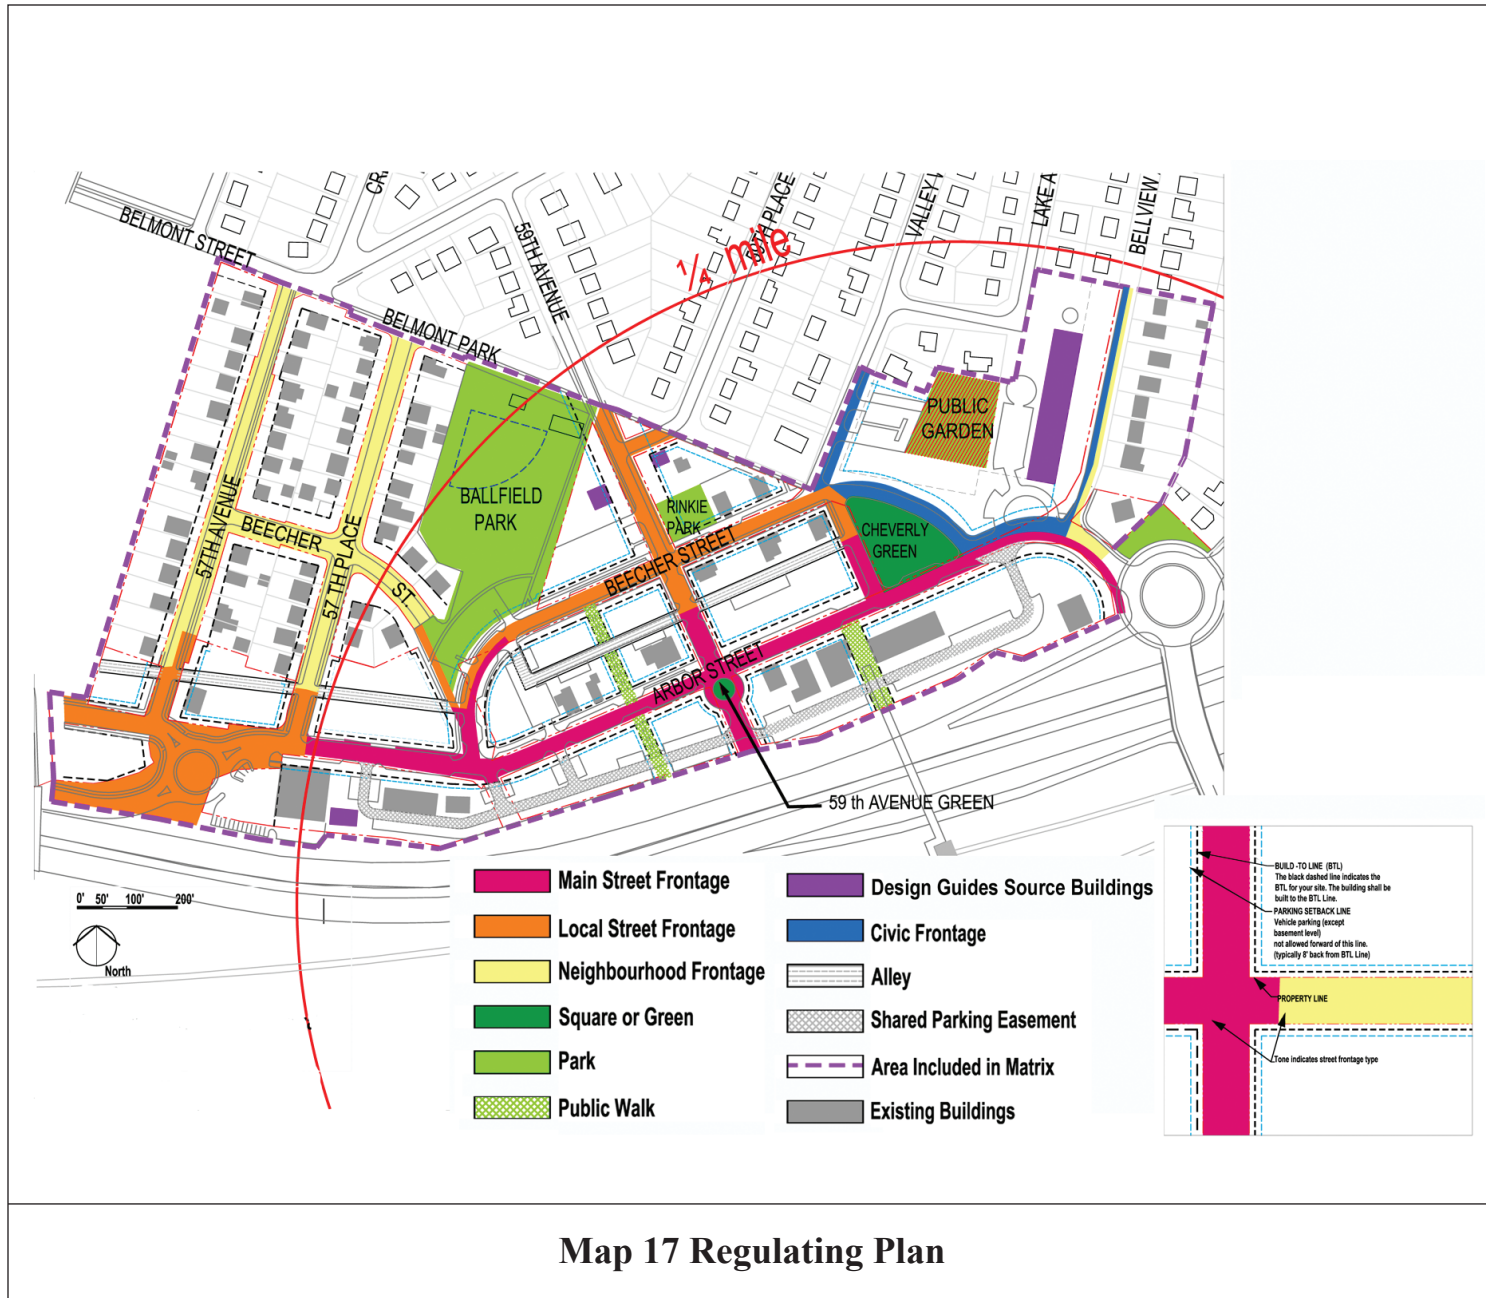 BELMONT STREET
CR
59TH AVENUE
PLACE
VALLEY
LAKE A
BELLVIEW
1/4 mile
BELMONT PARK
57TH AVENUE
BEECHER
ST.
57 TH PLACE
BALLFIELD
PARK
RINKIE
PARK
BEECHER STREET
PUBLIC
GARDEN
CHEVERLY
GREEN
ARBOR STREET
59 th AVENUE GREEN
0' 50' 100' 200'
North
Main Street Frontage
Local Street Frontage
Neighbourhood Frontage
Square or Green
Park
Public Walk
Design Guides Source Buildings
Civic Frontage
Alley
Shared Parking Easement
Area Included in Matrix
Existing Buildings
BUILD -TO LINE (BTL)
The black dashed line indicates the
BTL for your site. The building shall be
built to the BTL Line.
PARKING SETBACK LINE
Vehicle parking (except
basement level)
not allowed forward of this line.
(typically 8' back from BTL Line)
PROPERTY LINE
Tone indicates street frontage type
Map 17 Regulating Plan